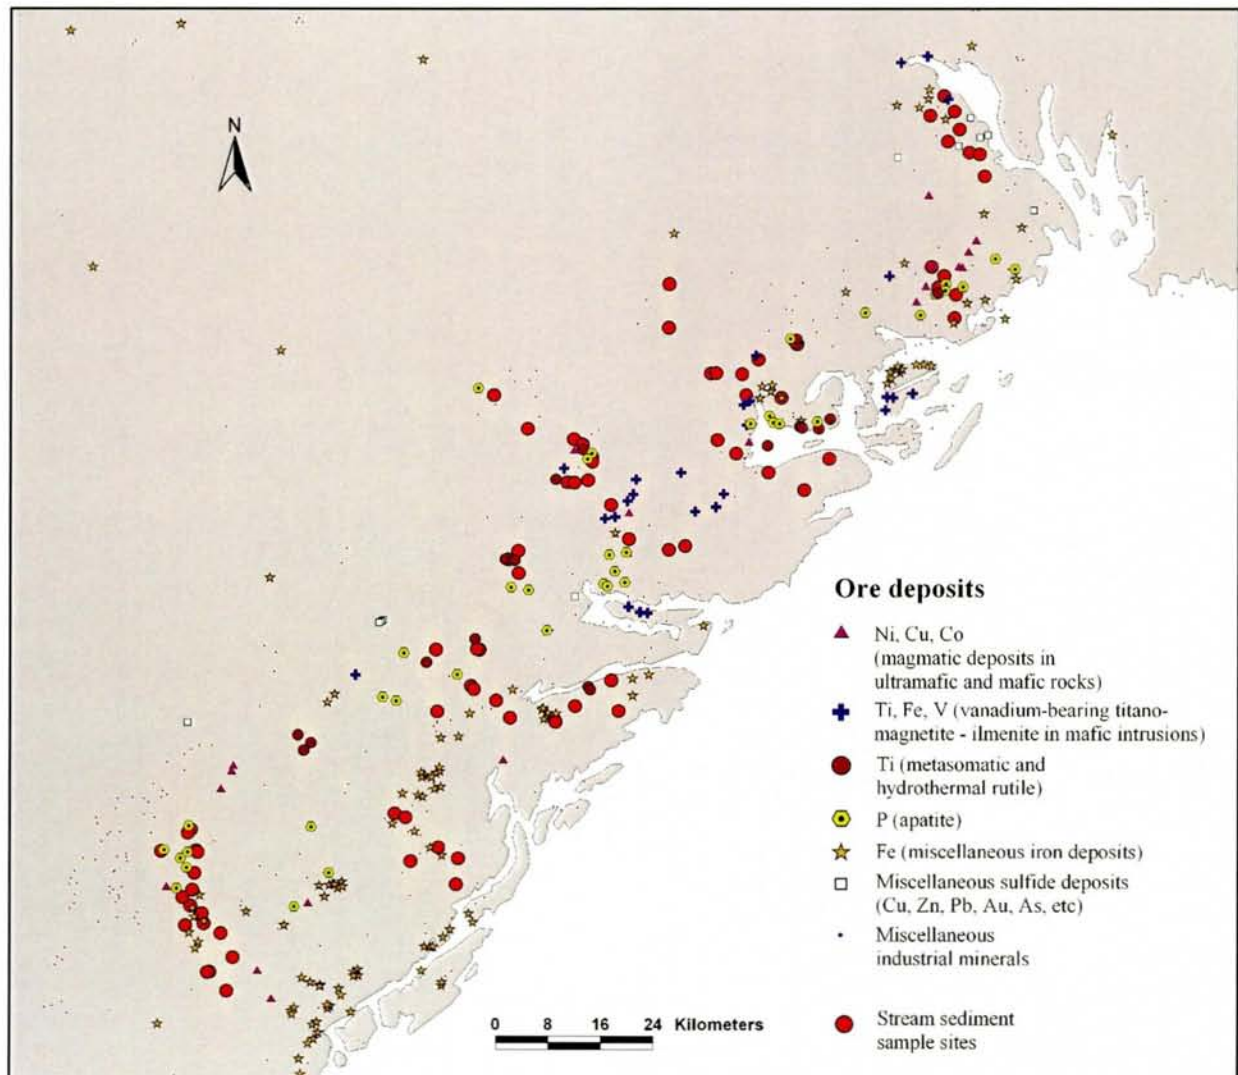 N
Ore deposits
Ni, Cu, Co
(magmatic deposits in
ultramafic and mafic rocks)
Ti, Fe, V (vanadium-bearing titano-
magnetite - ilmenite in mafic intrusions)
Ti (metasomatic and
hydrothermal rutile)
P (apatite)
Fe (miscellaneous iron deposits)
Miscellaneous sulfide deposits
(Cu, Zn, Pb, Au, As, etc)
Miscellaneous
industrial minerals
Stream sediment
sample sites
0 8 16 24 Kilometers